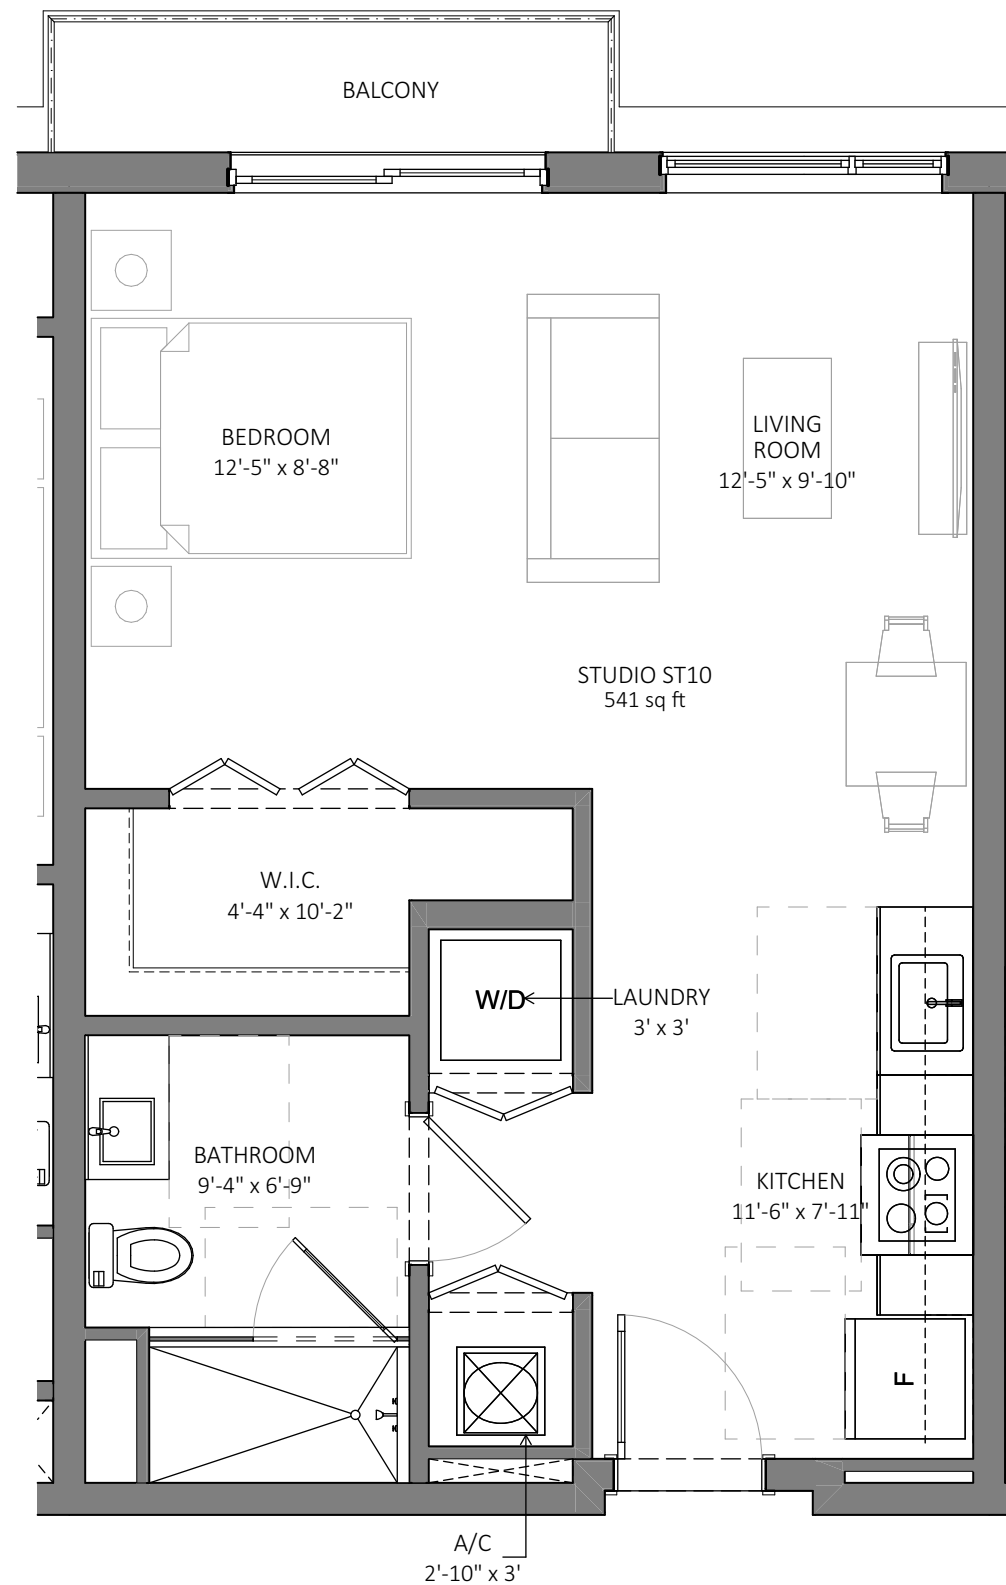 BALCONY
BEDROOM
12'-5" x 8'-8"
LIVING
ROOM
12'-5" x 9'-10"
STUDIO ST10
541 sq ft
W.I.C.
4'-4" x 10'-2"
W/D
LAUNDRY
3' x 3'
BATHROOM
9'-4" x 6'-9"
KITCHEN
11'-6" x 7'-11"
F
A/C
2'-10" x 3'